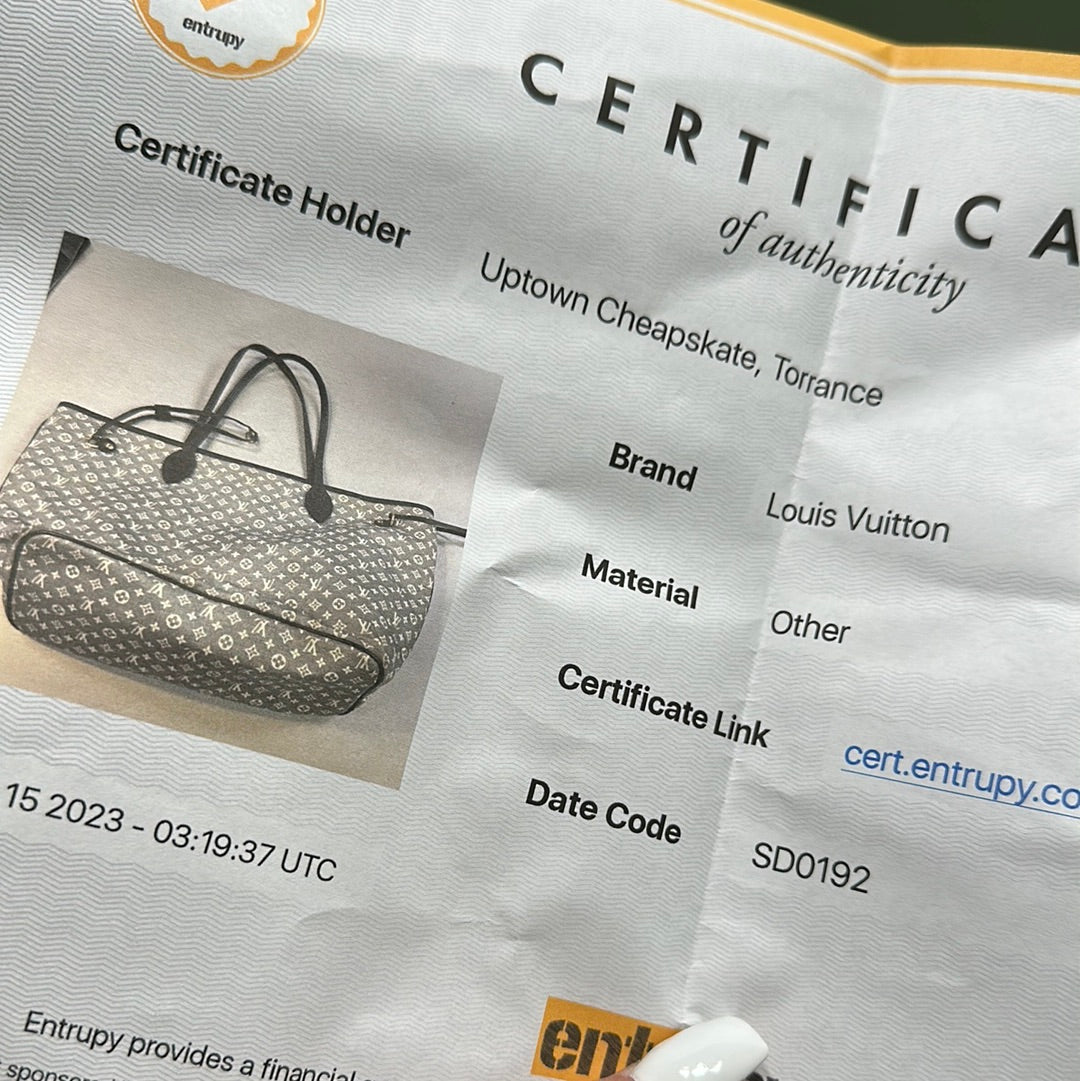 entrupy
CERTIFICA
of authenticity
Certificate Holder
Uptown Cheapskate, Torrance
Brand
Louis Vuitton
Material
Other
Certificate Link
cert.entrupy.co
Date Code
SD0192
15 2023 - 03:19:37 UTC
Entrupy provides a financial
ent